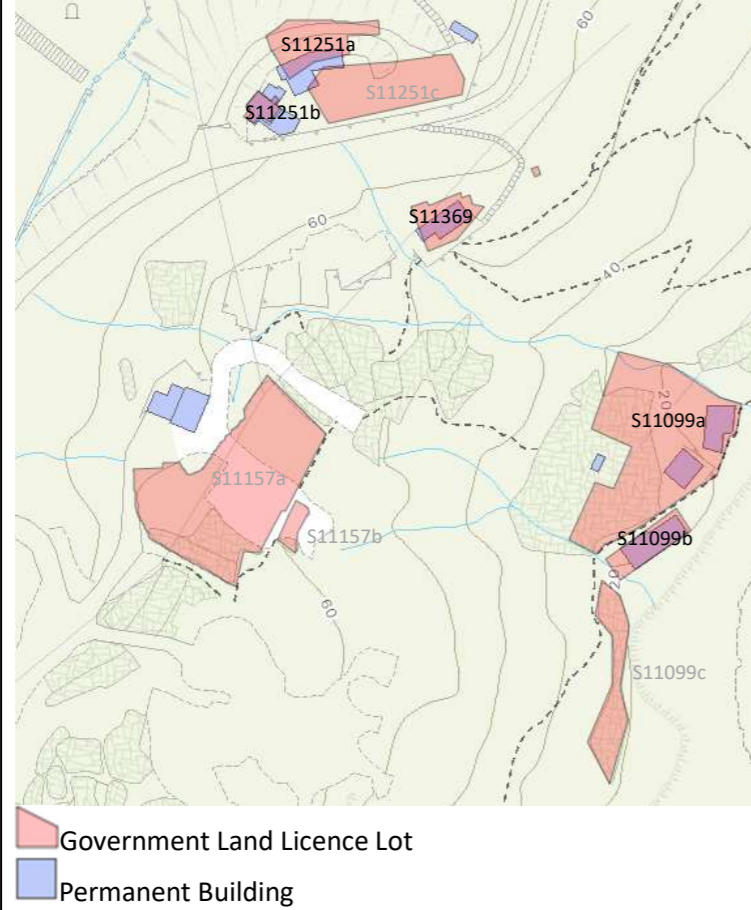 60
S11251a
S11251c
S11251b
S11369
60
40
20
S11099a
S11157a
S11157b
S11099b
20
60
S11099c
Government Land Licence Lot
Permanent Building